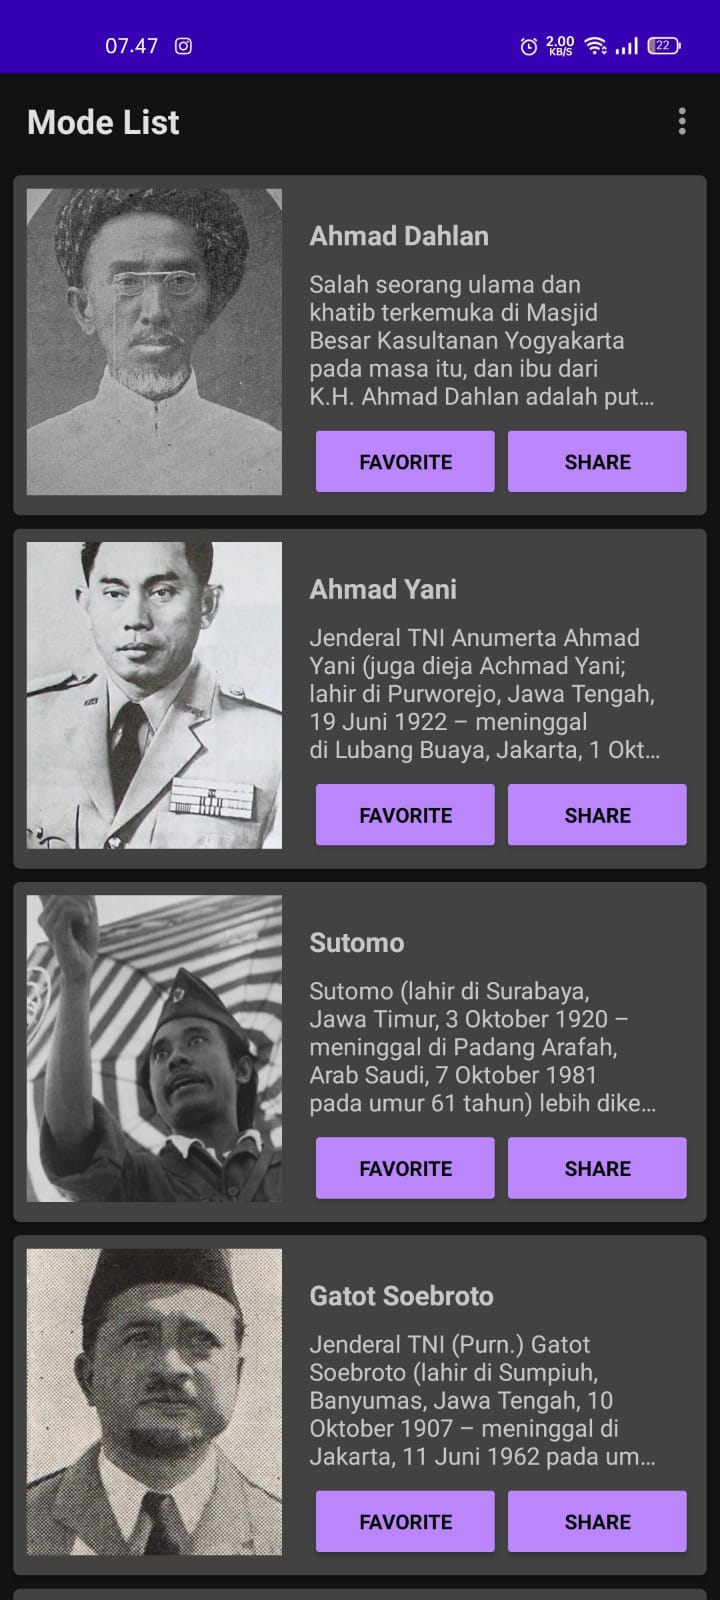 07.47
2.00
KB/S
22
Mode List
Ahmad Dahlan
Salah seorang ulama dan
khatib terkemuka di Masjid
Besar Kasultanan Yogyakarta
pada masa itu, dan ibu dari
K.H. Ahmad Dahlan adalah put...
FAVORITE SHARE
Ahmad Yani
Jenderal TNI Anumerta Ahmad
Yani (juga dieja Achmad Yani;
lahir di Purworejo, Jawa Tengah,
19 Juni 1922 – meninggal
di Lubang Buaya, Jakarta, 1 Okt...
FAVORITE SHARE
Sutomo
Sutomo (lahir di Surabaya,
Jawa Timur, 3 Oktober 1920 –
meninggal di Padang Arafah,
Arab Saudi, 7 Oktober 1981
pada umur 61 tahun) lebih dike...
FAVORITE SHARE
Gatot Soebroto
Jenderal TNI (Purn.) Gatot
Soebroto (lahir di Sumpiuh,
Banyumas, Jawa Tengah, 10
Oktober 1907 – meninggal di
Jakarta, 11 Juni 1962 pada um...
FAVORITE SHARE